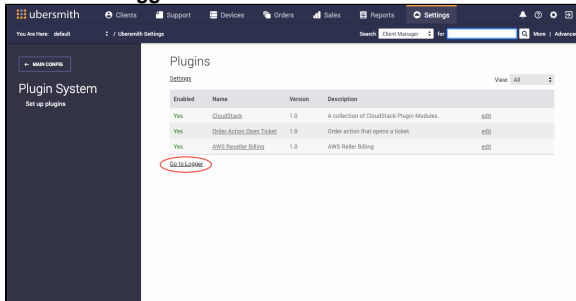 ubersmith Clients Support Devices Orders Sales Reports Settings
You Are Here: default / Ubersmith Settings Search Client Manager for More | Advance
← MAIN CONFIG
Plugin System
Set up plugins
Plugins
Settings
View: All
Enabled Name Version Description
Yes CloudStack 1.0 A collection of CloudStack Plugin Modules. edit
Yes Order Action Open Ticket 1.0 Order action that opens a ticket. edit
Yes AWS Reseller Billing 1.0 AWS Reller Billing edit
Go to Logger